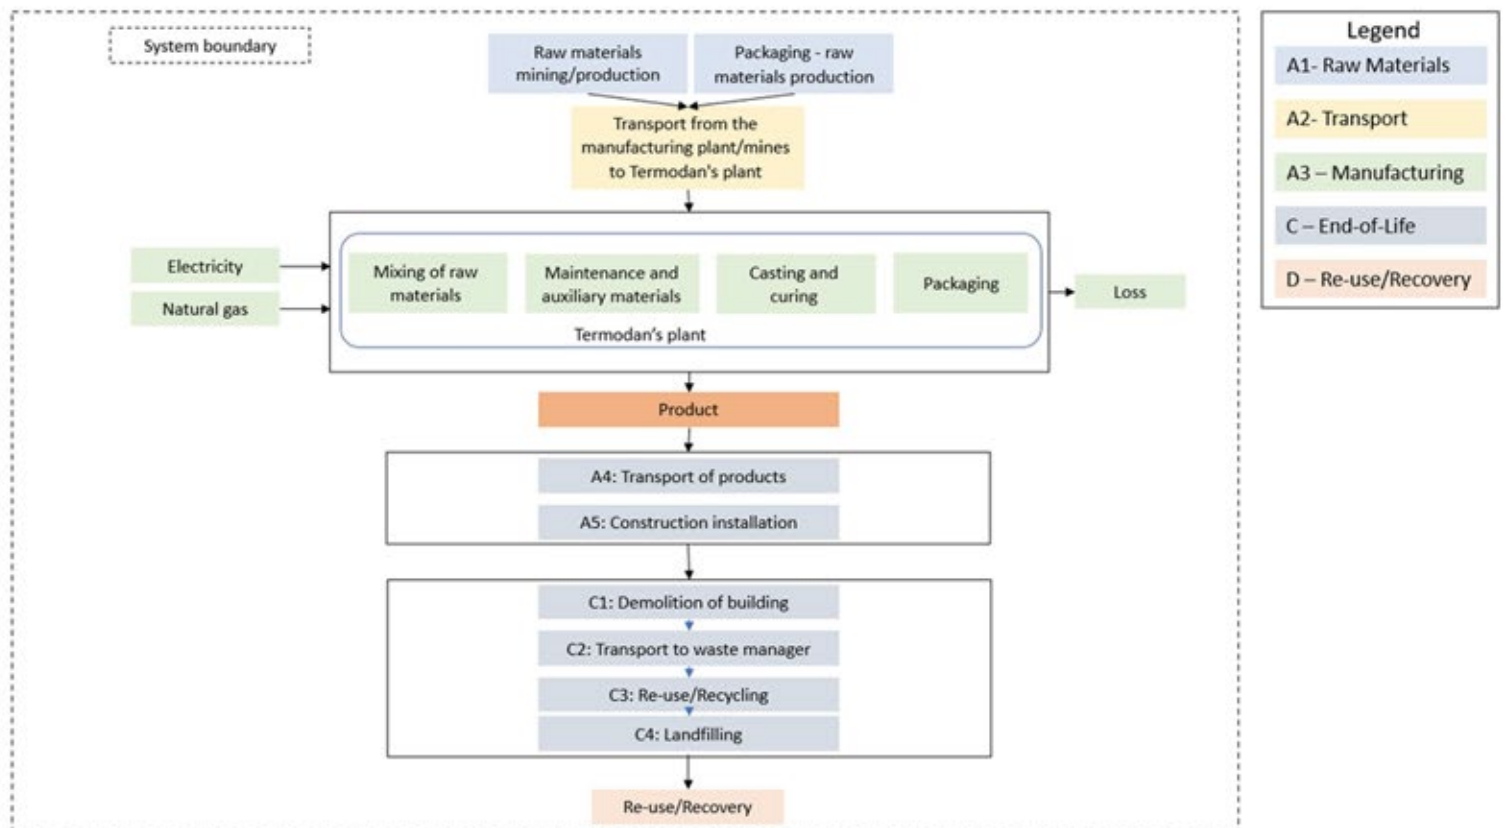 System boundary
Raw materials
mining/production
Packaging - raw
materials production
Transport from the
manufacturing plant/mines
to Termodan's plant
Electricity
Natural gas
Mixing of raw
materials
Maintenance and
auxiliary materials
Casting and
curing
Packaging
Termodan's plant
Loss
Product
A4: Transport of products
A5: Construction installation
C1: Demolition of building
C2: Transport to waste manager
C3: Re-use/Recycling
C4: Landfilling
Re-use/Recovery
Legend
A1- Raw Materials
A2- Transport
A3 – Manufacturing
C – End-of-Life
D – Re-use/Recovery